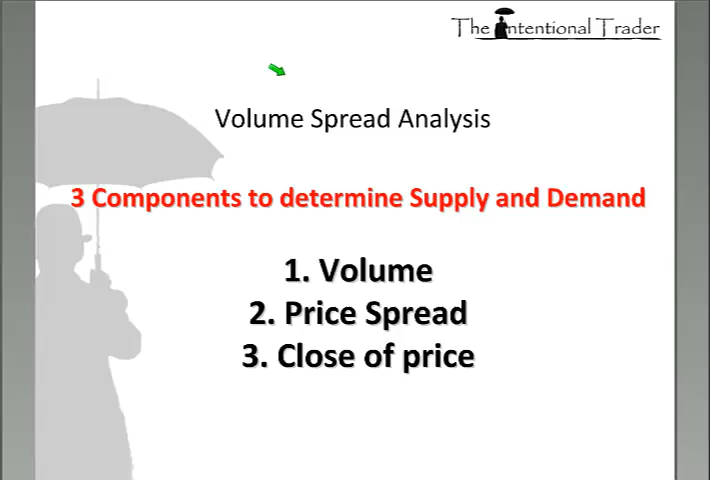 The Intentional Trader
Volume Spread Analysis
3 Components to determine Supply and Demand
1. Volume
2. Price Spread
3. Close of price